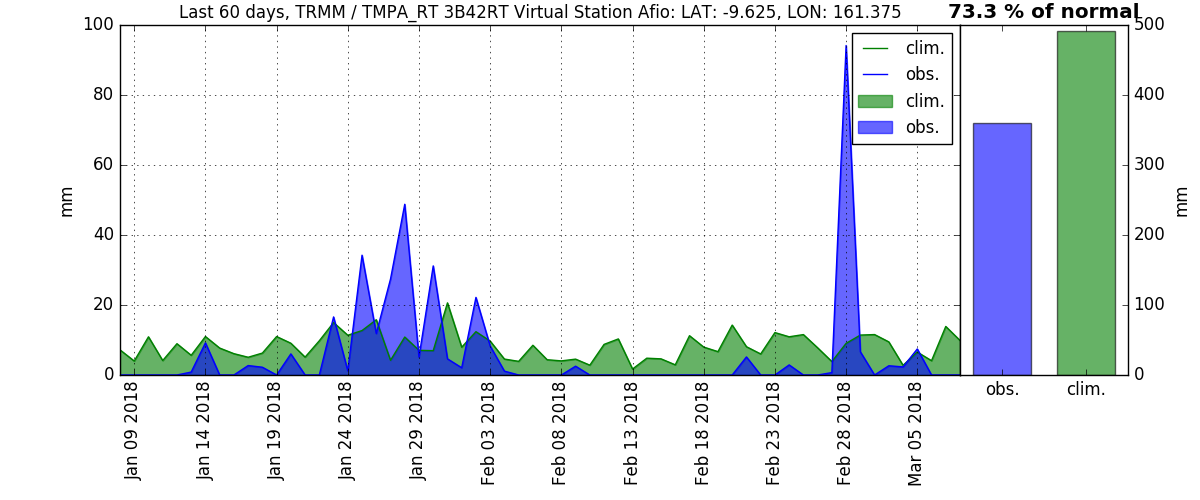 Last 60 days, TRMM / TMPA_RT 3B42RT Virtual Station Afio: LAT: -9.625, LON: 161.375
73.3 % of normal
100
80
60
40
20
0
mm
clim.
obs.
clim.
obs.
500
400
300
200
100
0
mm
Jan 09 2018
Jan 14 2018
Jan 19 2018
Jan 24 2018
Jan 29 2018
Feb 03 2018
Feb 08 2018
Feb 13 2018
Feb 18 2018
Feb 23 2018
Feb 28 2018
Mar 05 2018
obs.
clim.